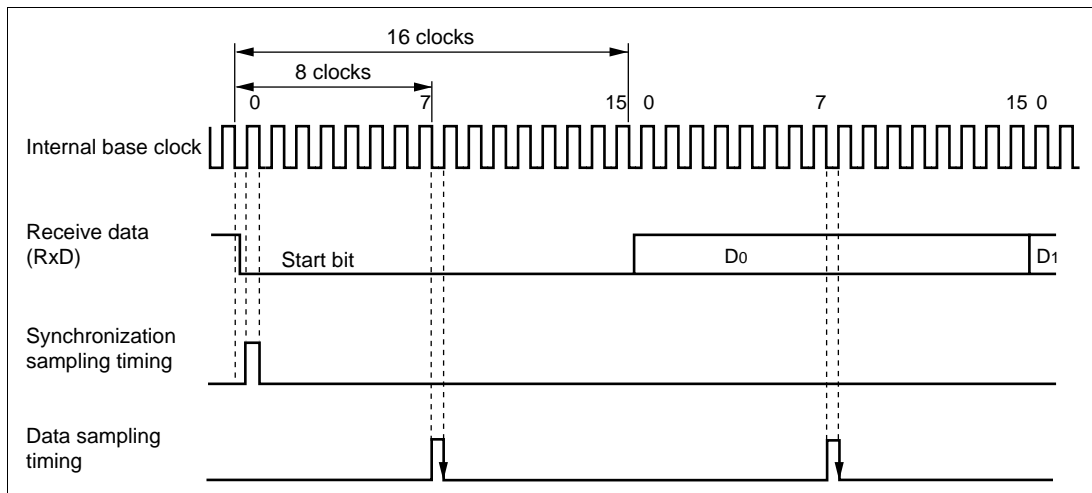 16 clocks
8 clocks
0 7 15 0 7 15 0
Internal base clock
Receive data
(RxD)
Start bit D0 D1
Synchronization
sampling timing
Data sampling
timing